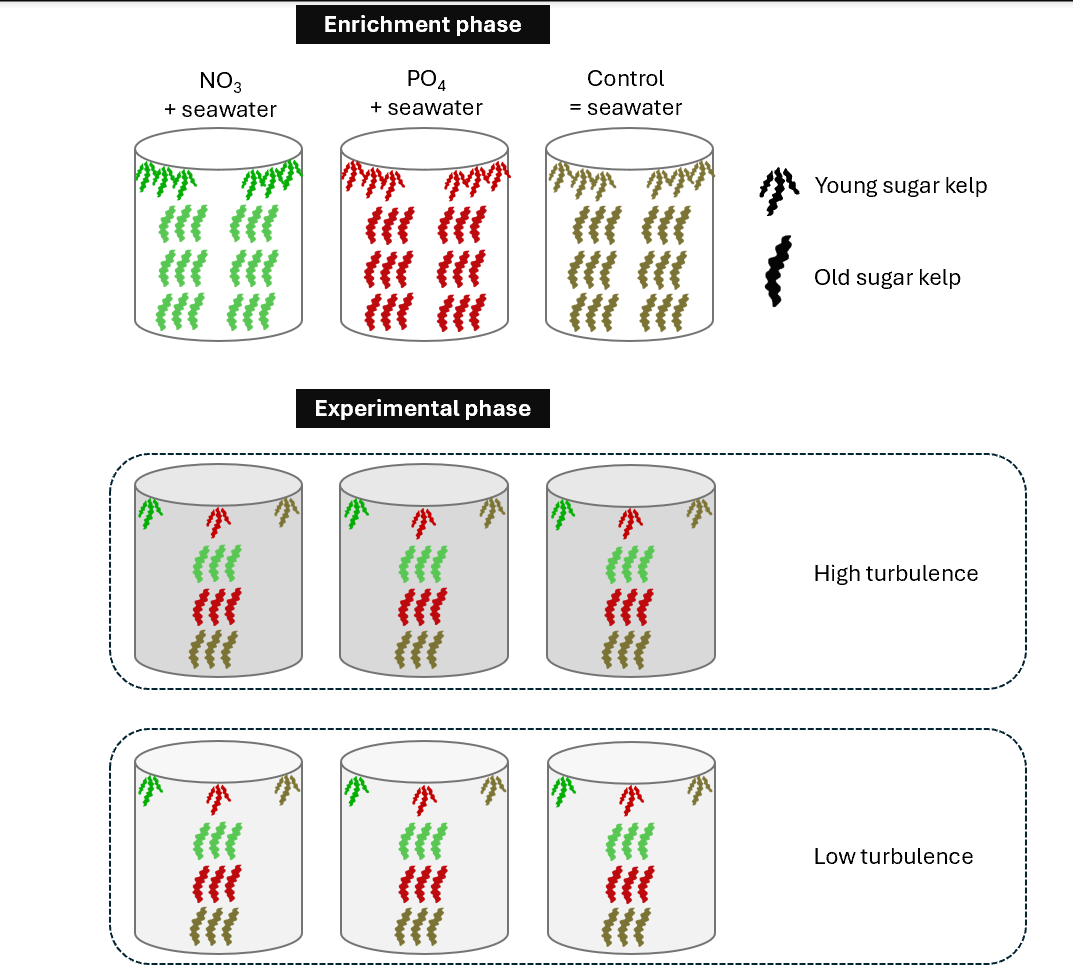 Enrichment phase
NO₃
+ seawater
PO₄
+ seawater
Control
= seawater
Young sugar kelp
Old sugar kelp
Experimental phase
High turbulence
Low turbulence